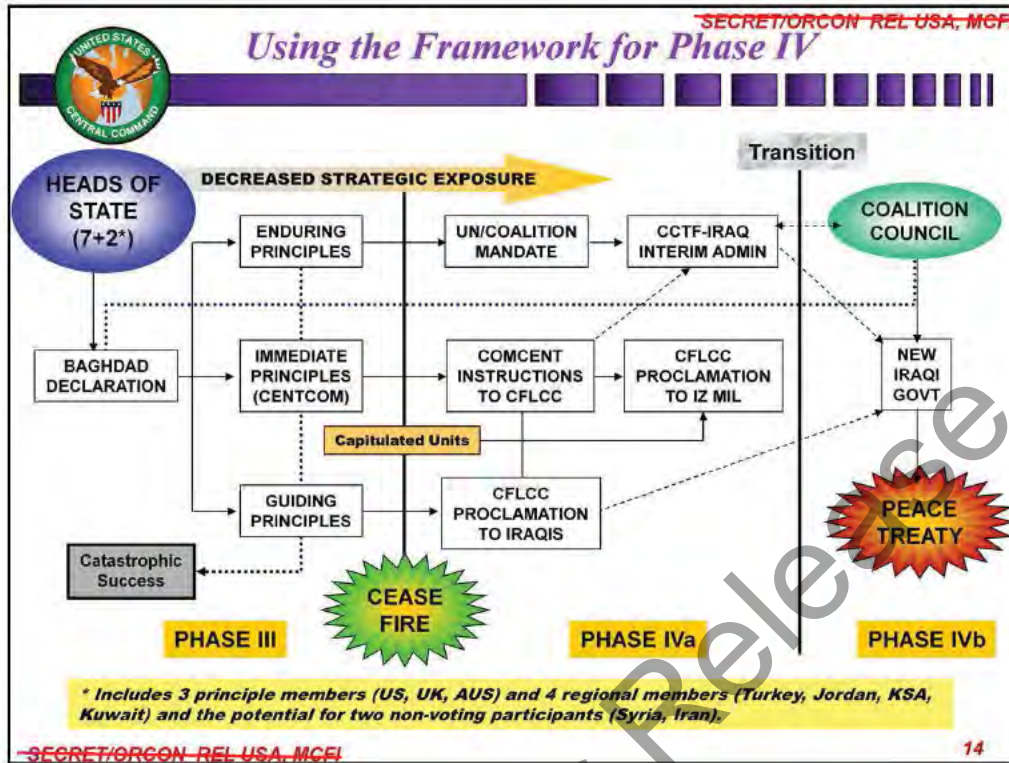 SECRET/ORCON REL USA, MCFI
Using the Framework for Phase IV
UNITED STATES
CENTRAL COMMAND
Transition
HEADS OF
STATE
(7+2*)
DECREASED STRATEGIC EXPOSURE
COALITION
COUNCIL
ENDURING
PRINCIPLES
UN/COALITION
MANDATE
CCTF-IRAQ
INTERIM ADMIN
BAGHDAD
DECLARATION
IMMEDIATE
PRINCIPLES
(CENTCOM)
COMCENT
INSTRUCTIONS
TO CFLCC
CFLCC
PROCLAMATION
TO IZ MIL
NEW
IRAQI
GOVT
Capitulated Units
GUIDING
PRINCIPLES
CFLCC
PROCLAMATION
TO IRAQIS
PEACE
TREATY
Catastrophic
Success
CEASE
FIRE
PHASE III
PHASE IVa
PHASE IVb
* Includes 3 principle members (US, UK, AUS) and 4 regional members (Turkey, Jordan, KSA,
Kuwait) and the potential for two non-voting participants (Syria, Iran).
SECRET/ORCON REL USA, MCFI
14
Release